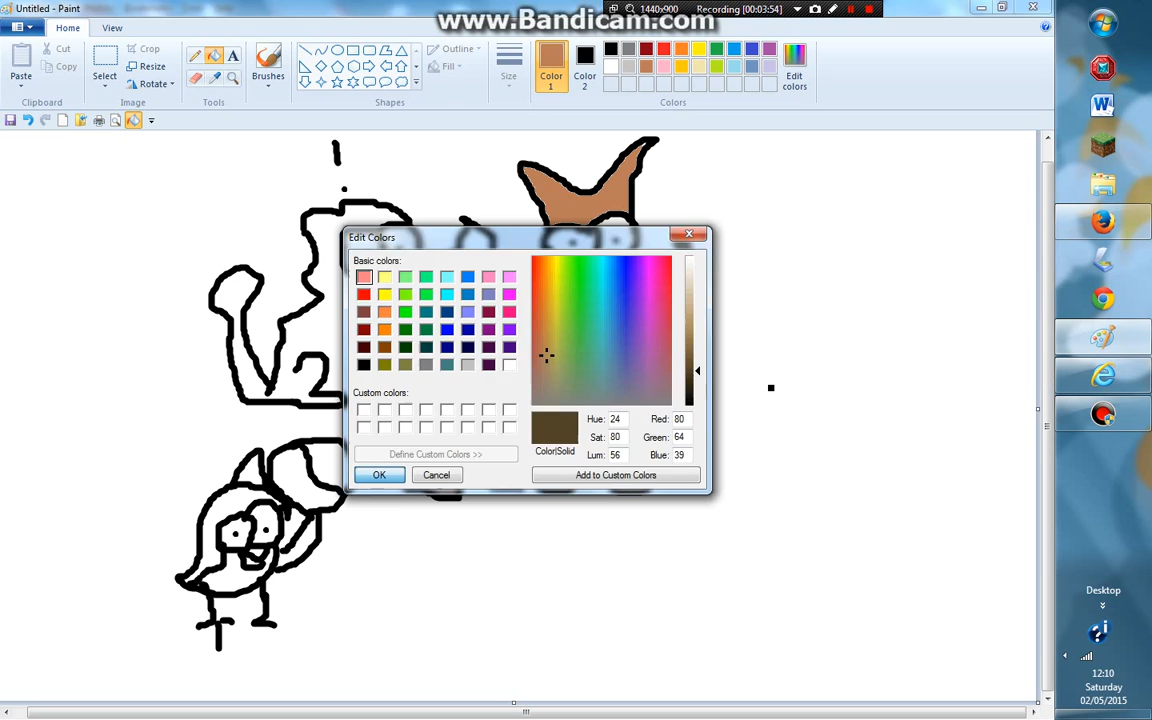 1440x900 Recording [00:03:54]
www.Bandicam.com
Untitled - Paint
Home View
Paste Cut Copy Clipboard
Select Crop Resize Rotate Image
Tools
Brushes
Outline Fill Shapes
Size
Color 1
Color 2
Edit colors
Colors
Edit Colors
Basic colors:
Custom colors:
Define Custom Colors >>
OK Cancel
Color|Solid
Hue: 24 Red: 80
Sat: 80 Green: 64
Lum: 56 Blue: 39
Add to Custom Colors
Desktop
12:10
Saturday
02/05/2015